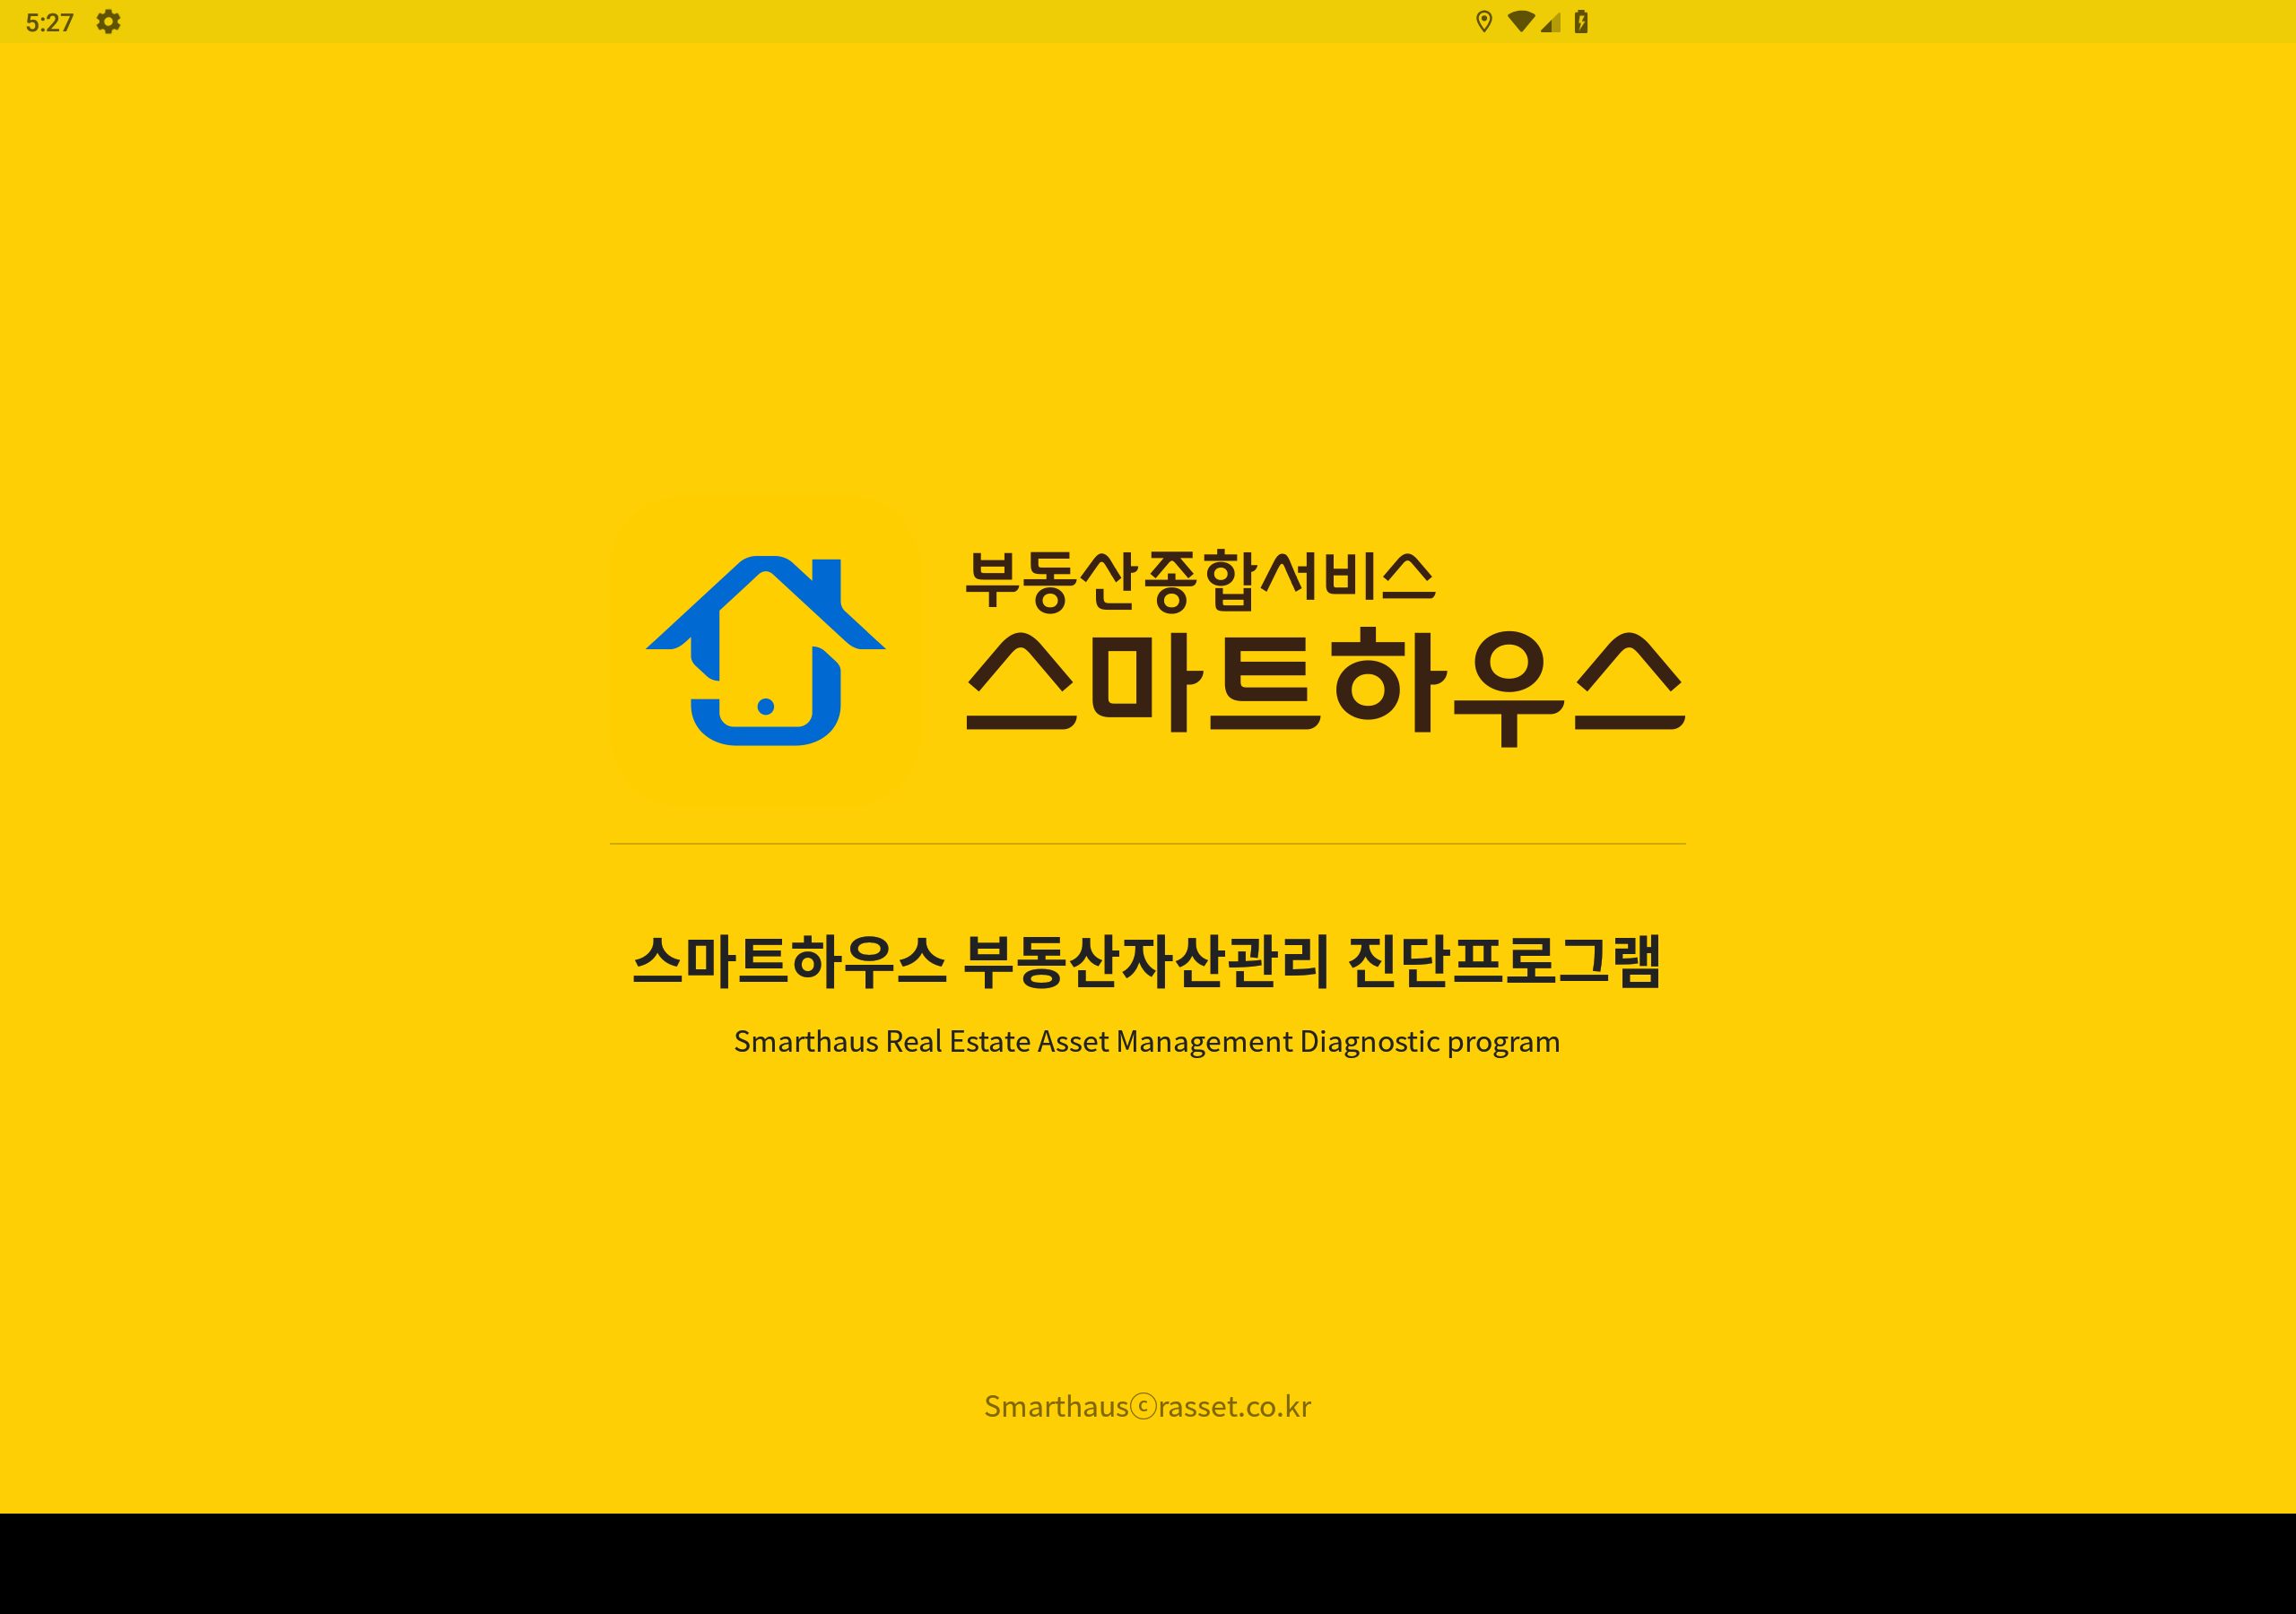 5:27
부동산종합서비스
스마트하우스
스마트하우스 부동산자산관리 진단프로그램
Smarthaus Real Estate Asset Management Diagnostic program
Smarthausⓒrasset.co.kr